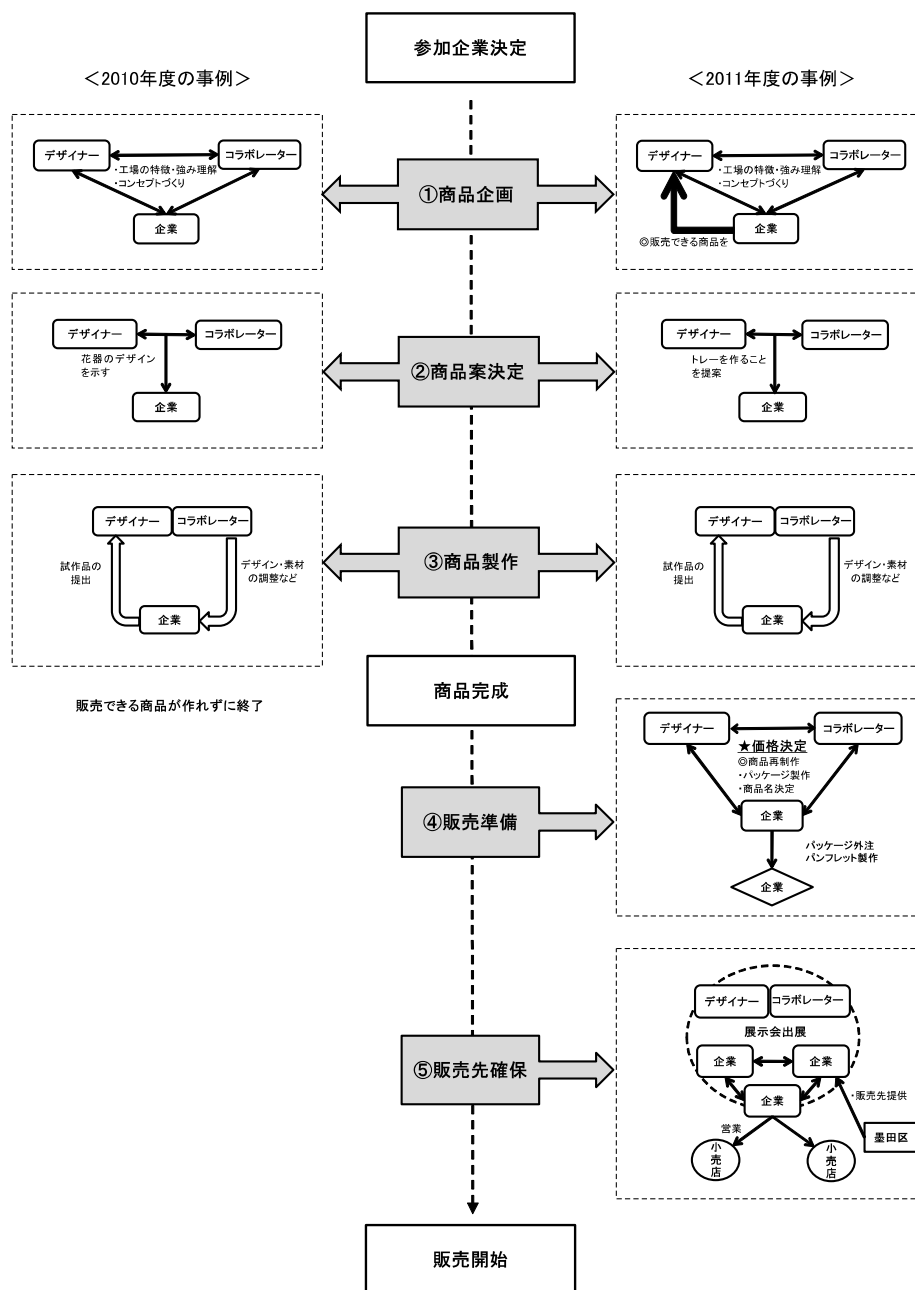 参加企業決定
<2010年度の事例>
<2011年度の事例>
デザイナー
コラボレーター
・工場の特徴・強み理解
・コンセプトづくり
企業
①商品企画
デザイナー
コラボレーター
・工場の特徴・強み理解
・コンセプトづくり
企業
◎販売できる商品を
デザイナー
コラボレーター
花器のデザイン
を示す
企業
②商品案決定
デザイナー
コラボレーター
トレーを作ること
を提案
企業
デザイナー
コラボレーター
試作品の
提出
デザイン・素材
の調整など
企業
③商品製作
デザイナー
コラボレーター
試作品の
提出
デザイン・素材
の調整など
企業
商品完成
販売できる商品が作れずに終了
デザイナー
コラボレーター
★価格決定
◎商品再制作
・パッケージ製作
・商品名決定
④販売準備
企業
パッケージ外注
パンフレット製作
企業
デザイナー
コラボレーター
展示会出展
⑤販売先確保
企業
企業
企業
・販売先提供
営業
墨田区
小売店
小売店
販売開始